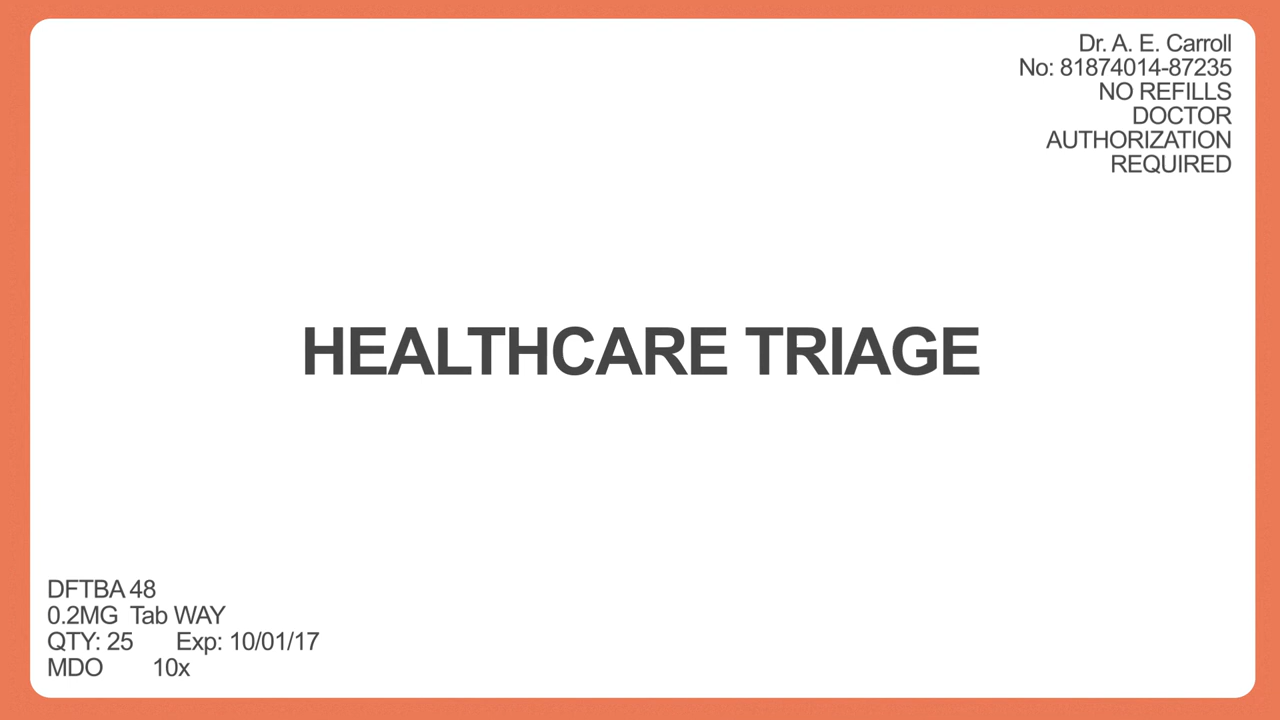 Dr. A. E. Carroll
No: 81874014-87235
NO REFILLS
DOCTOR
AUTHORIZATION
REQUIRED
HEALTHCARE TRIAGE
DFTBA 48
0.2MG Tab WAY
QTY: 25 Exp: 10/01/17
MDO 10x